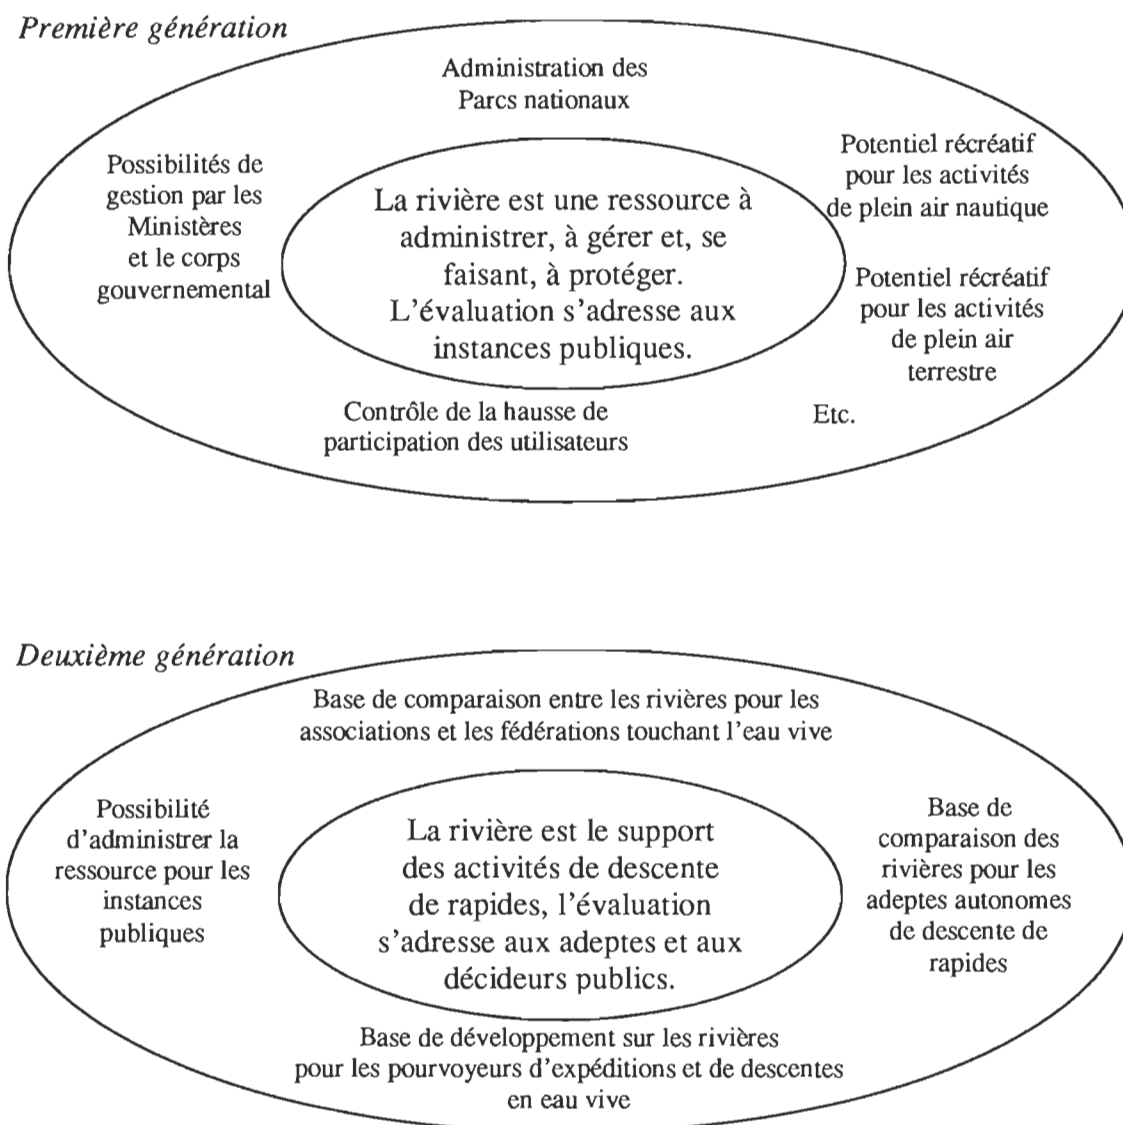 Première génération
Administration des
Parcs nationaux
Possibilités de
gestion par les
Ministères
et le corps
gouvernemental
La rivière est une ressource à
administrer, à gérer et, se
faisant, à protéger.
L'évaluation s'adresse aux
instances publiques.
Potentiel récréatif
pour les activités
de plein air nautique
Potentiel récréatif
pour les activités
de plein air
terrestre
Contrôle de la hausse de
participation des utilisateurs
Etc.
Deuxième génération
Base de comparaison entre les rivières pour les
associations et les fédérations touchant l'eau vive
Possibilité
d'administrer la
ressource pour les
instances
publiques
La rivière est le support
des activités de descente
de rapides, l'évaluation
s'adresse aux adeptes et aux
décideurs publics.
Base de
comparaison des
rivières pour les
adeptes autonomes
de descente de
rapides
Base de développement sur les rivières
pour les pourvoyeurs d'expéditions et de descentes
en eau vive